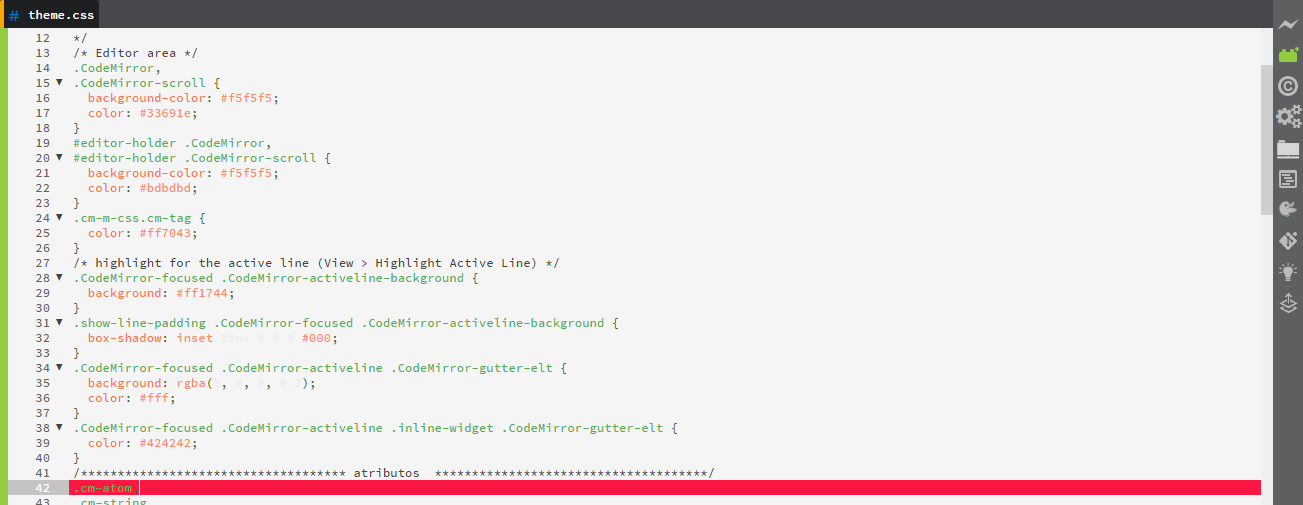 # theme.css
12 */
13 /* Editor area */
14 .CodeMirror,
15 ▼ .CodeMirror-scroll {
16 background-color: #f5f5f5;
17 color: #33691e;
18 }
19 #editor-holder .CodeMirror,
20 ▼ #editor-holder .CodeMirror-scroll {
21 background-color: #f5f5f5;
22 color: #bdbdbd;
23 }
24 ▼ .cm-m-css.cm-tag {
25 color: #ff7043;
26 }
27 /* highlight for the active line (View > Highlight Active Line) */
28 ▼ .CodeMirror-focused .CodeMirror-activeline-background {
29 background: #ff1744;
30 }
31 ▼ .show-line-padding .CodeMirror-focused .CodeMirror-activeline-background {
32 box-shadow: inset 15px 0 0 0 #000;
33 }
34 ▼ .CodeMirror-focused .CodeMirror-activeline .CodeMirror-gutter-elt {
35 background: rgba( , , , );
36 color: #fff;
37 }
38 ▼ .CodeMirror-focused .CodeMirror-activeline .inline-widget .CodeMirror-gutter-elt {
39 color: #424242;
40 }
41 /************************************ atributos *************************************/
42 .cm-atom
43 .cm-string